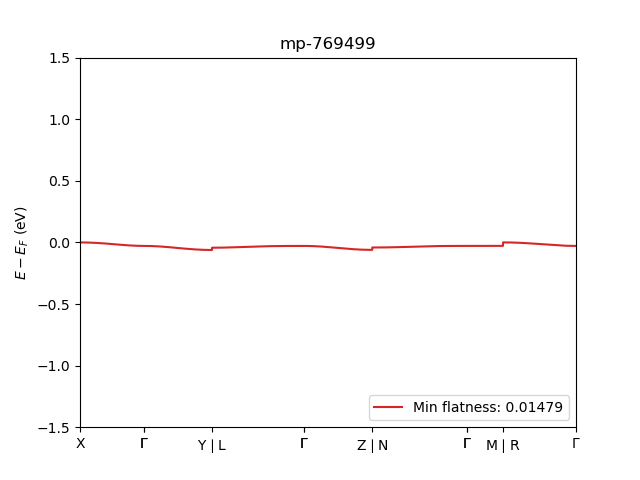 mp-769499
E − E_F (eV)
1.5
1.0
0.5
0.0
−0.5
−1.0
−1.5
Min flatness: 0.01479
X Γ Y | L Γ Z | N Γ M | R Γ